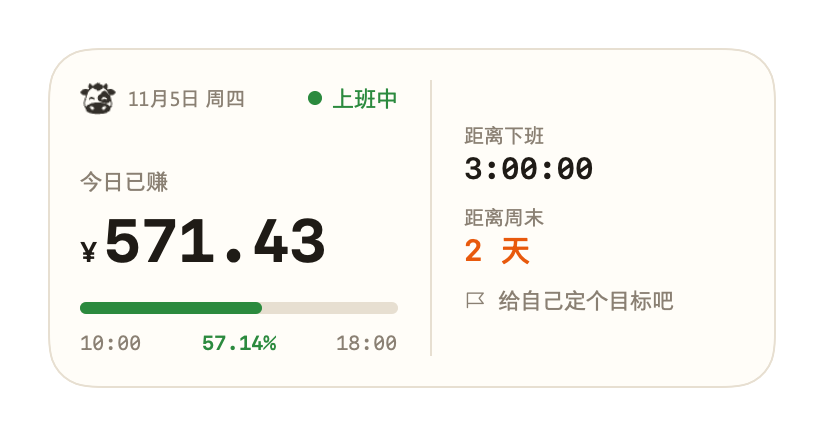 11月5日 周四
上班中
今日已赚
¥571.43
10:00 57.14% 18:00
距离下班
3:00:00
距离周末
2 天
给自己定个目标吧